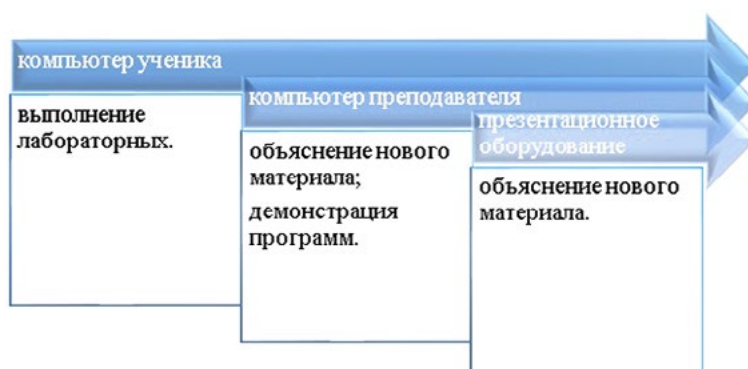 компьютер ученика
выполнение
лабораторных.
компьютер преподавателя
объяснение нового
материала;
демонстрация
программ.
презентационное
оборудование
объяснение нового
материала.